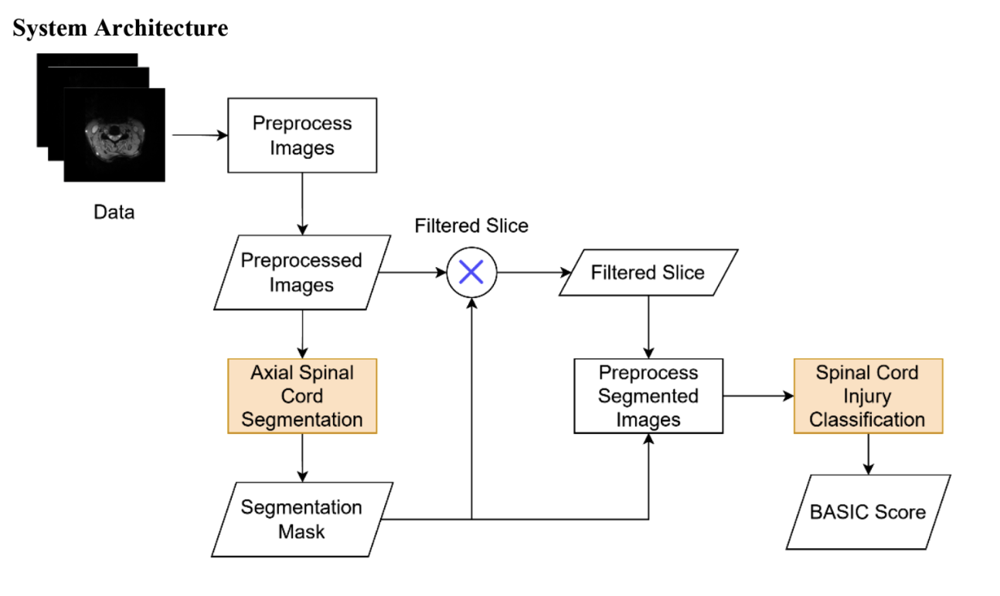 System Architecture
Preprocess
Images
Data
Filtered Slice
Preprocessed
Images
Filtered Slice
Axial Spinal
Cord
Segmentation
Preprocess
Segmented
Images
Spinal Cord
Injury
Classification
Segmentation
Mask
BASIC Score